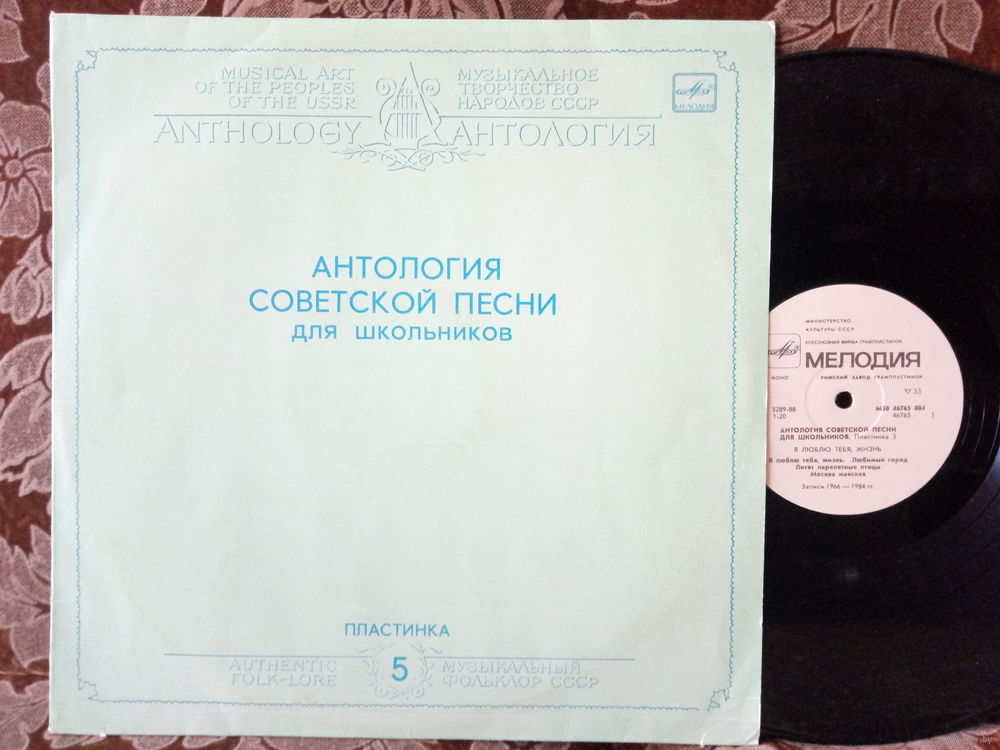 MUSICAL ART
OF THE PEOPLES
OF THE USSR
МУЗЫКАЛЬНОЕ
ТВОРЧЕСТВО
НАРОДОВ СССР
МЕЛОДИЯ
ANTHOLOGY
АНТОЛОГИЯ
АНТОЛОГИЯ
СОВЕТСКОЙ ПЕСНИ
ДЛЯ ШКОЛЬНИКОВ
ПЛАСТИНКА
5
AUTHENTIC
FOLK-LORE
МУЗЫКАЛЬНЫЙ
ФОЛЬКЛОР СССР
МИНИСТЕРСТВО
КУЛЬТУРЫ СССР
ВСЕСОЮЗНАЯ ФИРМА ГРАМПЛАСТИНОК
МЕЛОДИЯ
МОНО
РИЖСКИЙ ЗАВОД ГРАМПЛАСТИНОК
33
5289-88
1-20
М50 46765 004
46765
1
АНТОЛОГИЯ СОВЕТСКОЙ ПЕСНИ
ДЛЯ ШКОЛЬНИКОВ. Пластинка 5
Я ЛЮБЛЮ ТЕБЯ, ЖИЗНЬ
Я люблю тебя, жизнь. Любимый город
Летят перелетные птицы
Москва майская
Записи 1966 — 1984 гг.